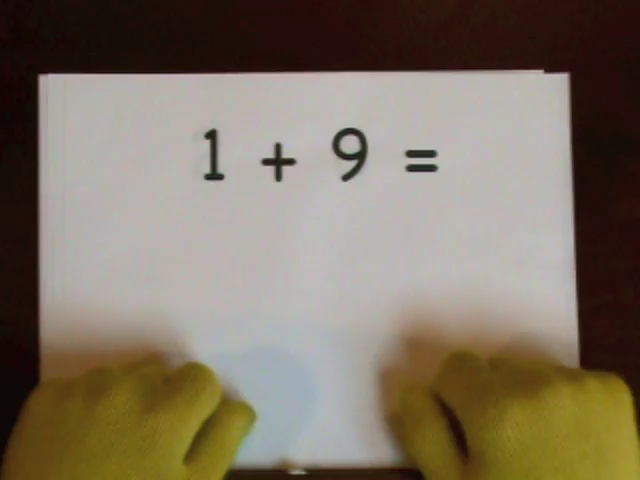 1 + 9 =